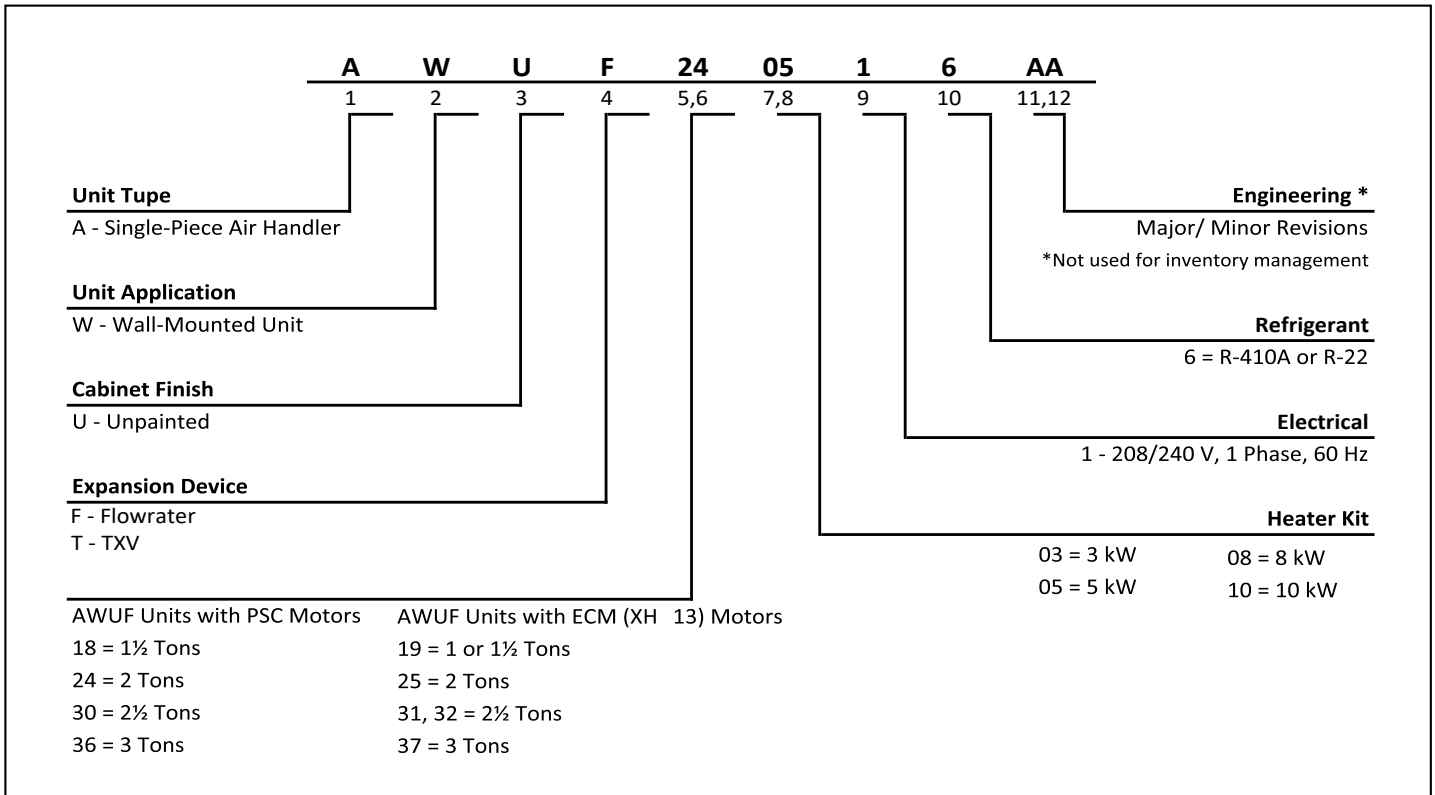 A W U F 24 05 1 6 AA
1 2 3 4 5,6 7,8 9 10 11,12
Unit Tupe
A - Single-Piece Air Handler
Unit Application
W - Wall-Mounted Unit
Cabinet Finish
U - Unpainted
Expansion Device
F - Flowrater
T - TXV
AWUF Units with PSC Motors
18 = 1½ Tons
24 = 2 Tons
30 = 2½ Tons
36 = 3 Tons
AWUF Units with ECM (XH 13) Motors
19 = 1 or 1½ Tons
25 = 2 Tons
31, 32 = 2½ Tons
37 = 3 Tons
Engineering *
Major/ Minor Revisions
*Not used for inventory management
Refrigerant
6 = R-410A or R-22
Electrical
1 - 208/240 V, 1 Phase, 60 Hz
Heater Kit
03 = 3 kW 08 = 8 kW
05 = 5 kW 10 = 10 kW